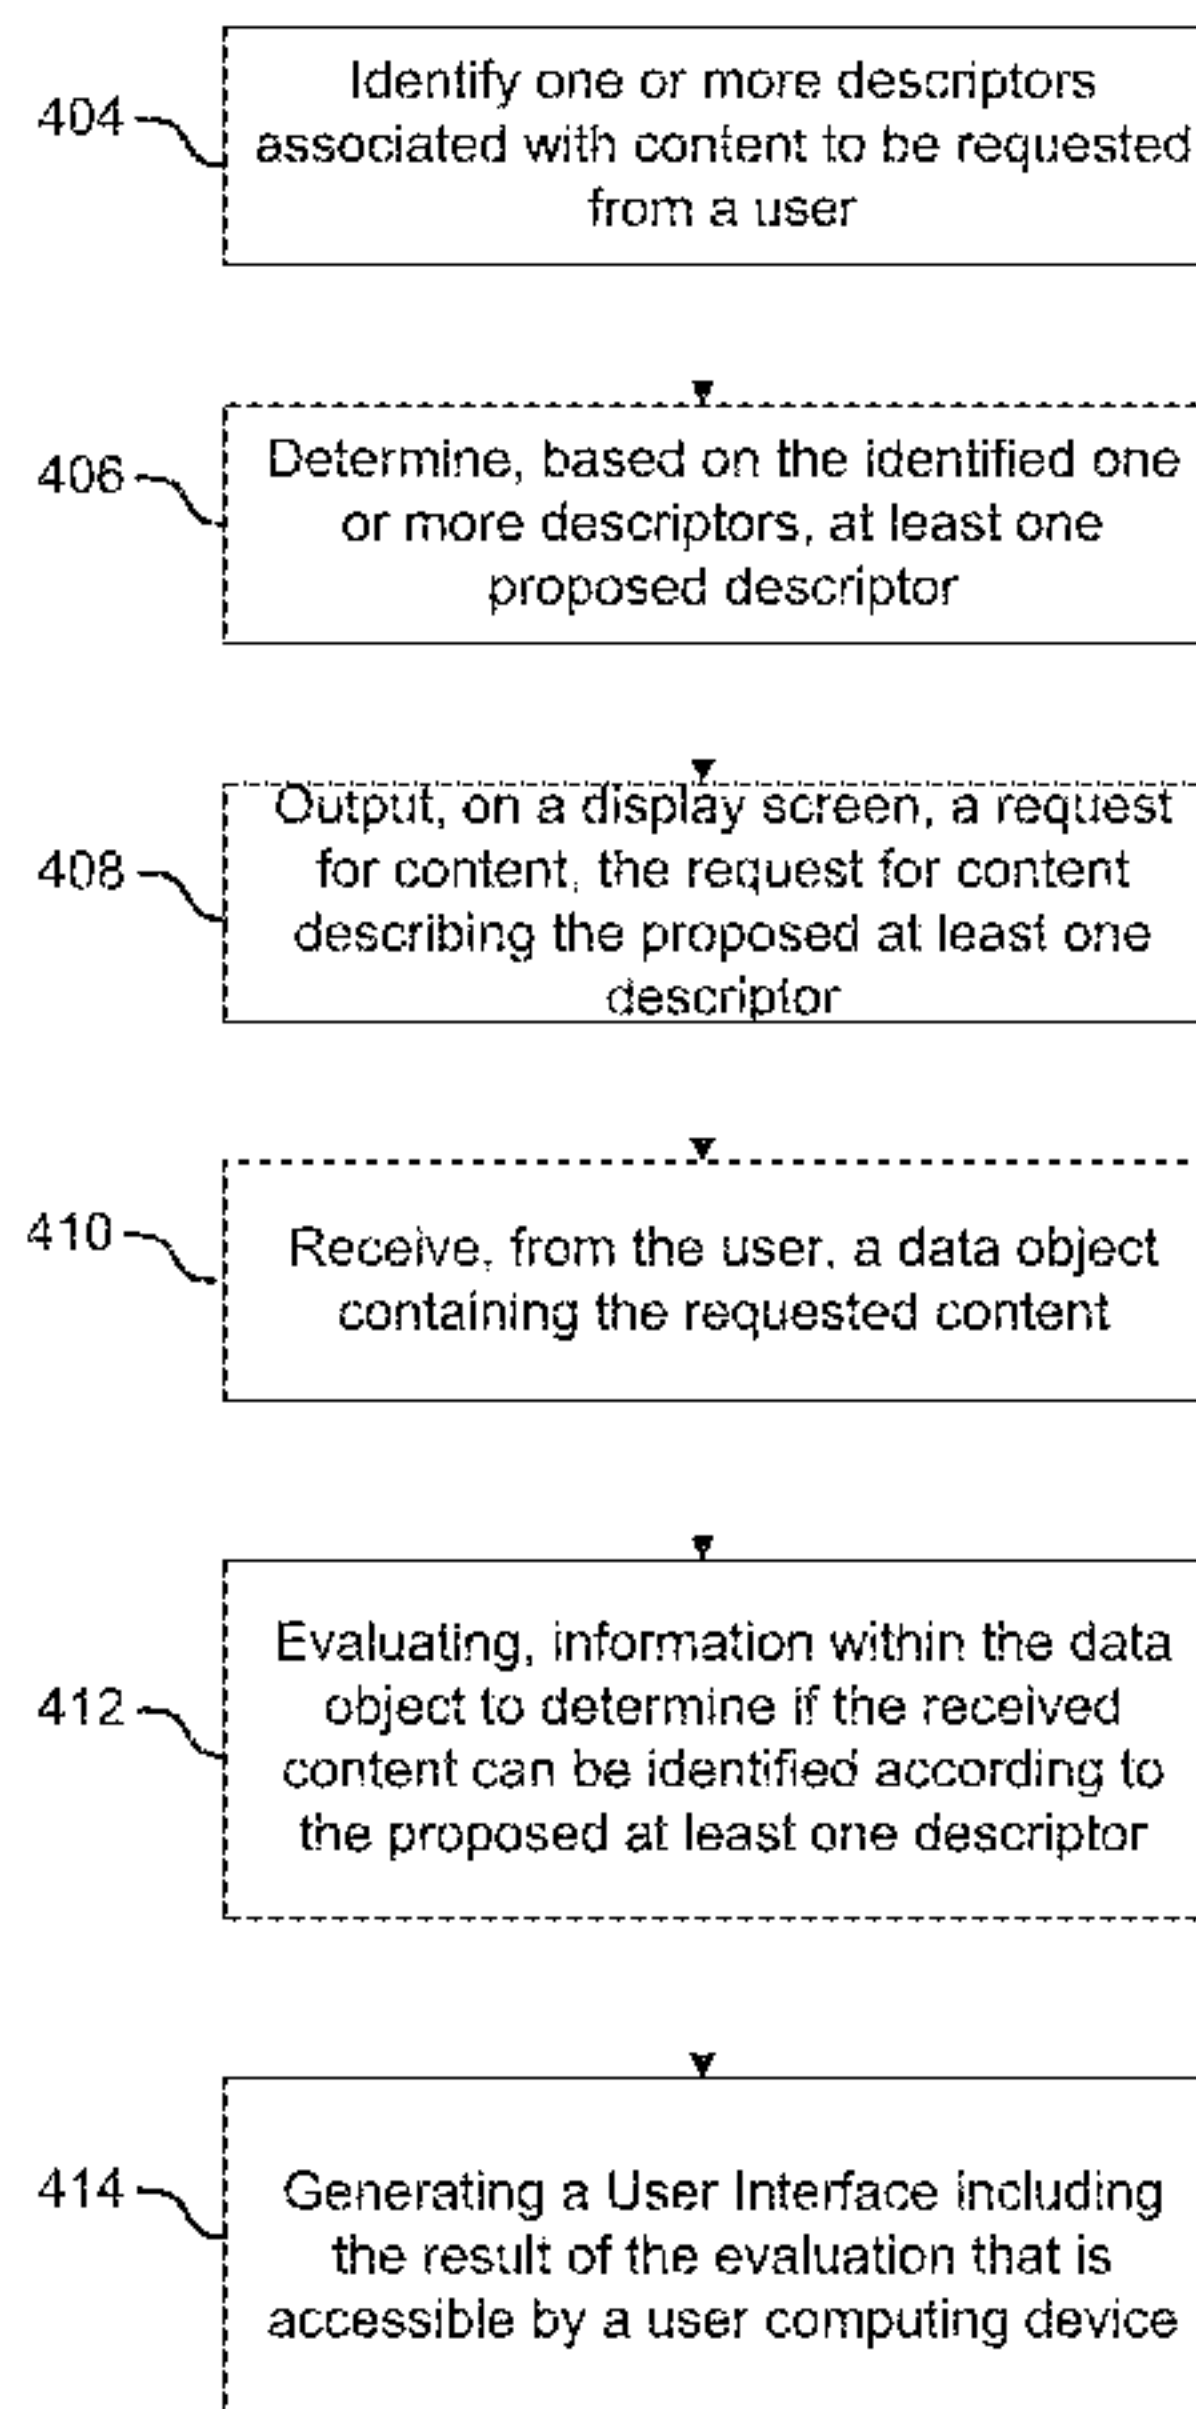 404
Identify one or more descriptors
associated with content to be requested
from a user
406
Determine, based on the identified one
or more descriptors, at least one
proposed descriptor
408
Output, on a display screen, a request
for content, the request for content
describing the proposed at least one
descriptor
410
Receive, from the user, a data object
containing the requested content
412
Evaluating, information within the data
object to determine if the received
content can be identified according to
the proposed at least one descriptor
414
Generating a User Interface including
the result of the evaluation that is
accessible by a user computing device